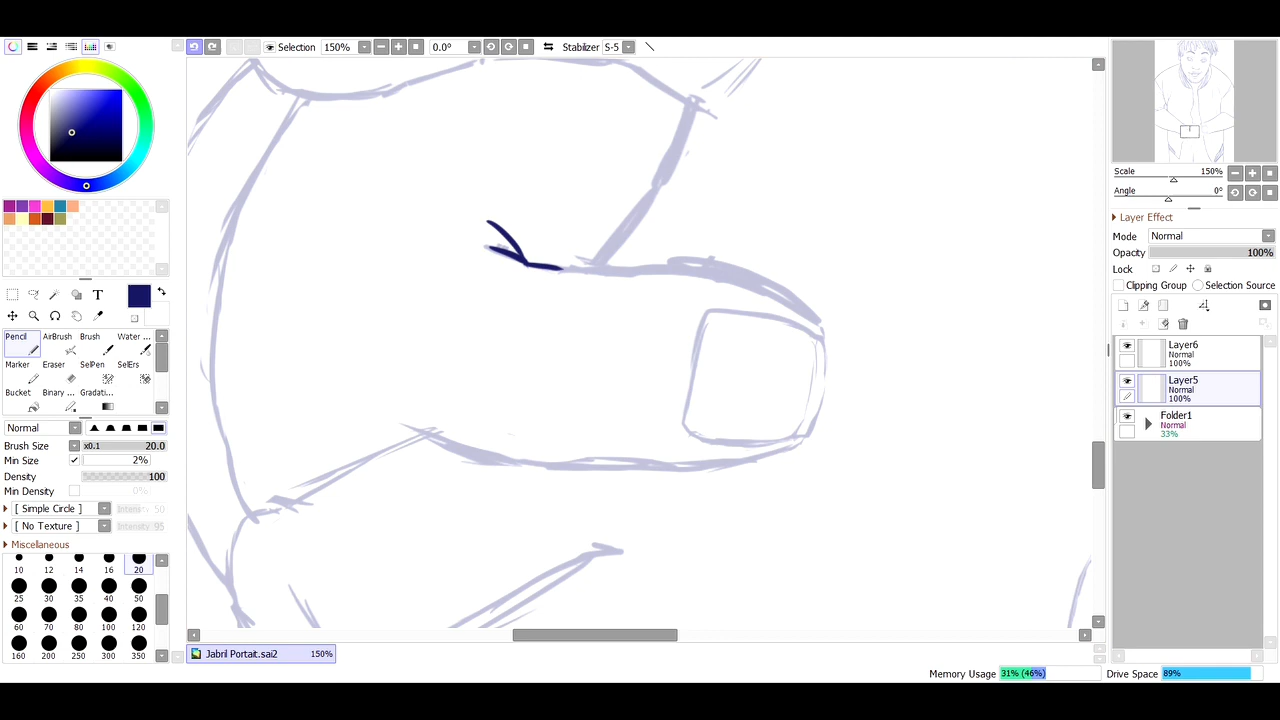 Selection 150% 0.0° Stabilizer S-5
Scale 150%
Angle 0°
Layer Effect
Mode Normal
Opacity 100%
Lock
Clipping Group Selection Source
T
Pencil AirBrush Brush Water ...
Marker Eraser SelPen SelErs
Bucket Binary ... Gradati...
Normal
Brush Size x0.1 20.0
Min Size 2%
Density 100
Min Density 0%
[ Simple Circle ] Intensity 50
[ No Texture ] Intensity 95
Miscellaneous
10 12 14 16 20
25 30 35 40 50
60 70 80 100 120
160 200 250 300 350
Layer6
Normal
100%
Layer5
Normal
100%
Folder1
Normal
33%
Jabril Portait.sai2 150%
Memory Usage 31% (46%) Drive Space 89%